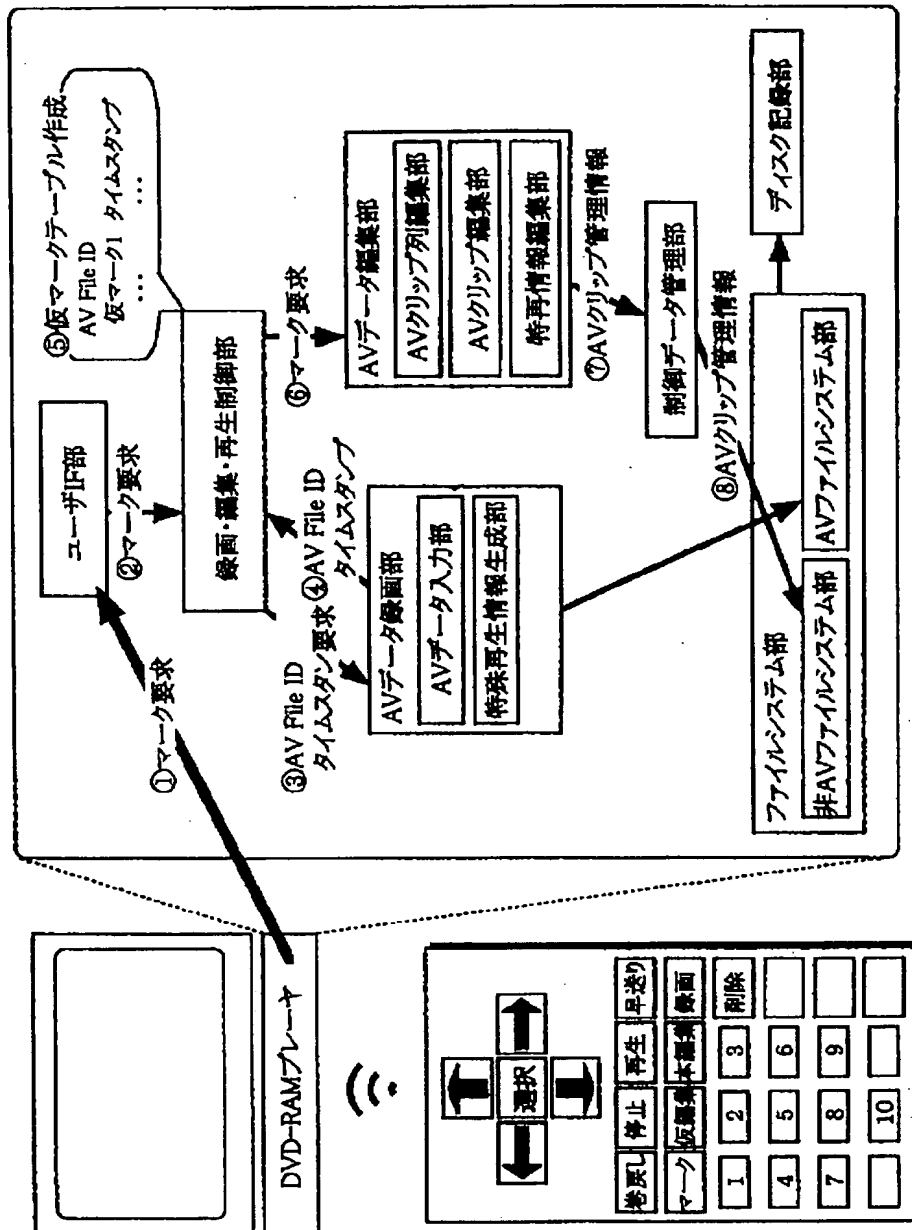 DVD-RAMプレーヤ
選択
巻戻し 停止 再生 早送り
マーク 仮編集 本編集 録画
1 2 3 削除
4 5 6
7 8 9
10
①マーク要求
ユーザIF部
②マーク要求
⑤仮マークテーブル作成
AV File ID
仮マーク1 タイムスタンプ
… …
録画・編集・再生制御部
③AV File ID
タイムスタン要求
④AV File ID
タイムスタンプ
⑥マーク要求
AVデータ録画部
AVデータ入力部
特殊再生情報生成部
AVデータ編集部
AVクリップ列編集部
AVクリップ編集部
特再情報編集部
⑦AVクリップ管理情報
制御データ管理部
⑧AVクリップ管理情報
ファイルシステム部
非AVファイルシステム部
AVファイルシステム部
ディスク記録部